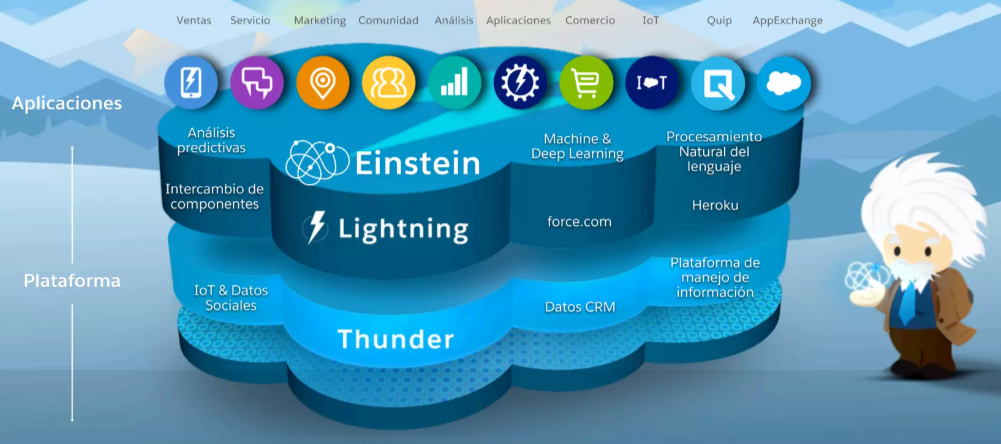 Ventas Servicio Marketing Comunidad Análisis Aplicaciones Comercio IoT Quip AppExchange
I T
Q
Aplicaciones
Análisis
predictivas
Einstein
Machine &
Deep Learning
Procesamiento
Natural del
lenguaje
Intercambio de
componentes
Lightning
force.com
Heroku
Plataforma
IoT & Datos
Sociales
Thunder
Datos CRM
Plataforma de
manejo de
información